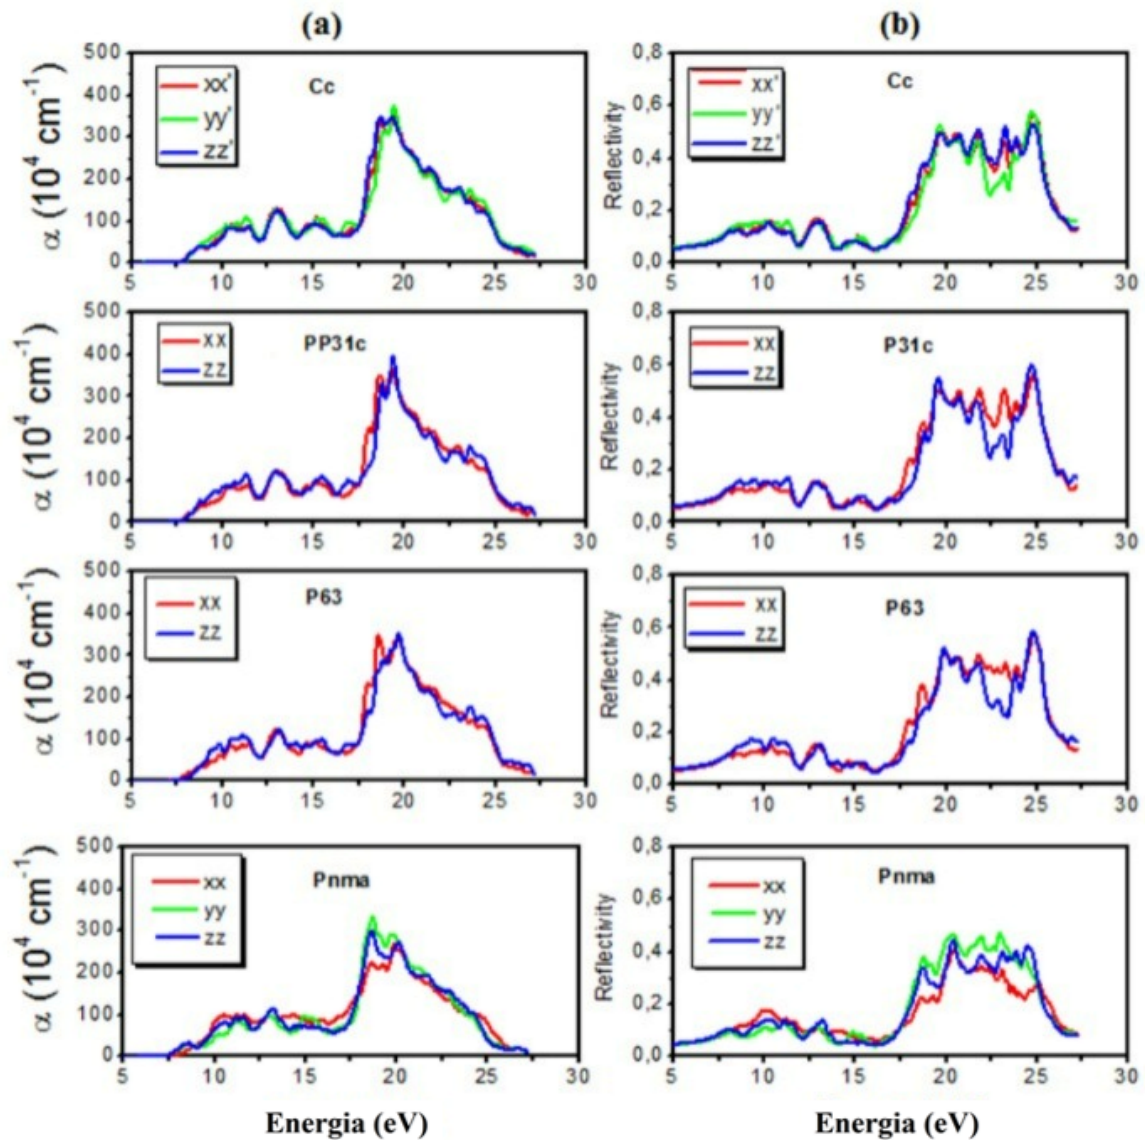 (a)
(b)
500
400
300
200
100
0
α (10⁴ cm⁻¹)
xx'
yy'
zz'
Cc
5 10 15 20 25 30
0,8
0,6
0,4
0,2
0,0
Reflectivity
xx'
yy'
zz'
Cc
5 10 15 20 25 30
500
400
300
200
100
0
α (10⁴ cm⁻¹)
xx
zz
PP31c
5 10 15 20 25 30
0,8
0,6
0,4
0,2
0,0
Reflectivity
xx
zz
P31c
5 10 15 20 25 30
500
400
300
200
100
0
α (10⁴ cm⁻¹)
xx
zz
P63
5 10 15 20 25 30
0,8
0,6
0,4
0,2
0,0
Reflectivity
xx
zz
P63
5 10 15 20 25 30
500
400
300
200
100
0
α (10⁴ cm⁻¹)
xx
yy
zz
Pnma
5 10 15 20 25 30
Energia (eV)
0,8
0,6
0,4
0,2
0,0
Reflectivity
xx
yy
zz
Pnma
5 10 15 20 25 30
Energia (eV)